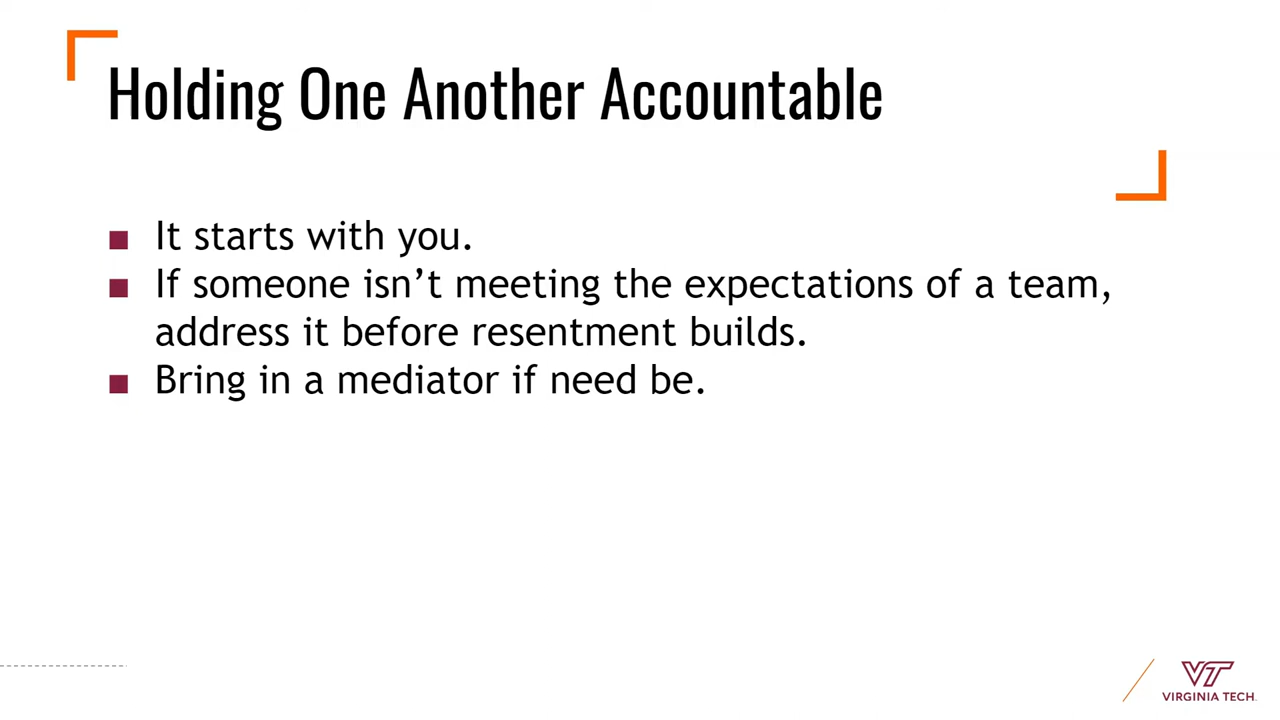 Holding One Another Accountable
■ It starts with you.
■ If someone isn’t meeting the expectations of a team,
address it before resentment builds.
■ Bring in a mediator if need be.
VT
VIRGINIA TECH.